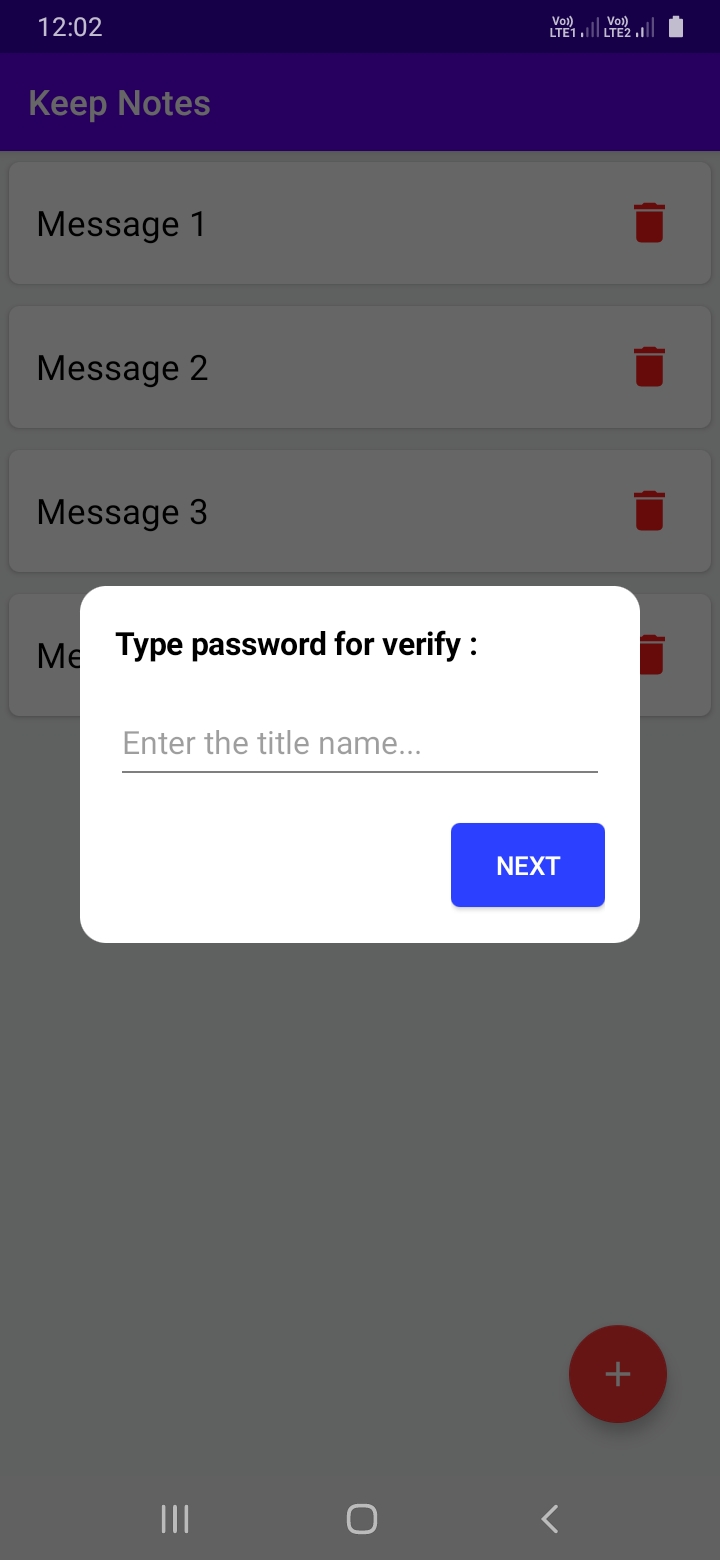 12:02
Vo)) LTE1 Vo)) LTE2
Keep Notes
Message 1
Message 2
Message 3
Me
Type password for verify :
Enter the title name...
NEXT